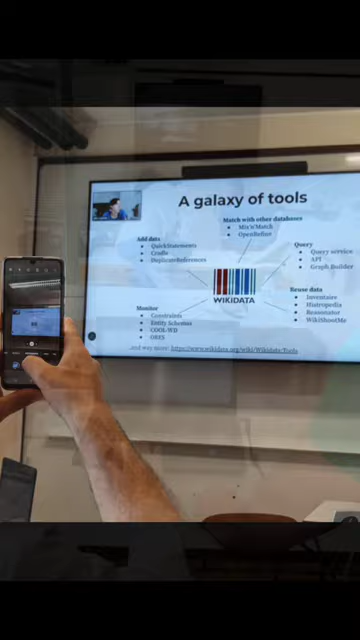 A galaxy of tools
Match with other databases
Mix'n'Match
OpenRefine
Add data
QuickStatements
Cradle
DuplicateReferences
Query
Query service
API
Graph Builder
WIKIDATA
Reuse data
Inventaire
Histropedia
Reasonator
WikiShootMe
Monitor
Constraints
Entity Schemas
COOL-WD
ORES
...and way more: https://www.wikidata.org/wiki/Wikidata:Tools